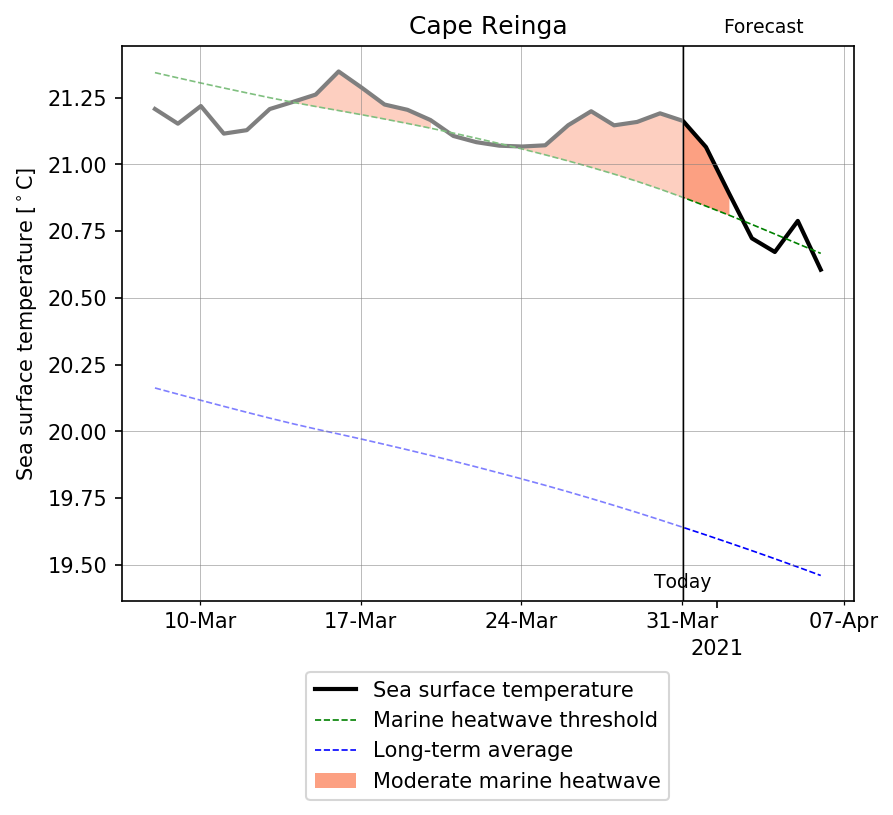 Cape Reinga
Forecast
Sea surface temperature [°C]
21.25
21.00
20.75
20.50
20.25
20.00
19.75
19.50
Today
10-Mar
17-Mar
24-Mar
31-Mar
07-Apr
2021
Sea surface temperature
Marine heatwave threshold
Long-term average
Moderate marine heatwave